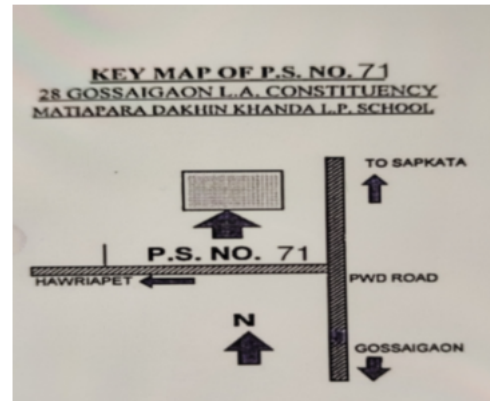 KEY MAP OF P.S. NO. 71
28 GOSSAIGAON L.A. CONSTITUENCY
MATIAPARA DAKHIN KHANDA L.P. SCHOOL
TO SAPKATA
P.S. NO. 71
HAWRIAPET
PWD ROAD
N
GOSSAIGAON